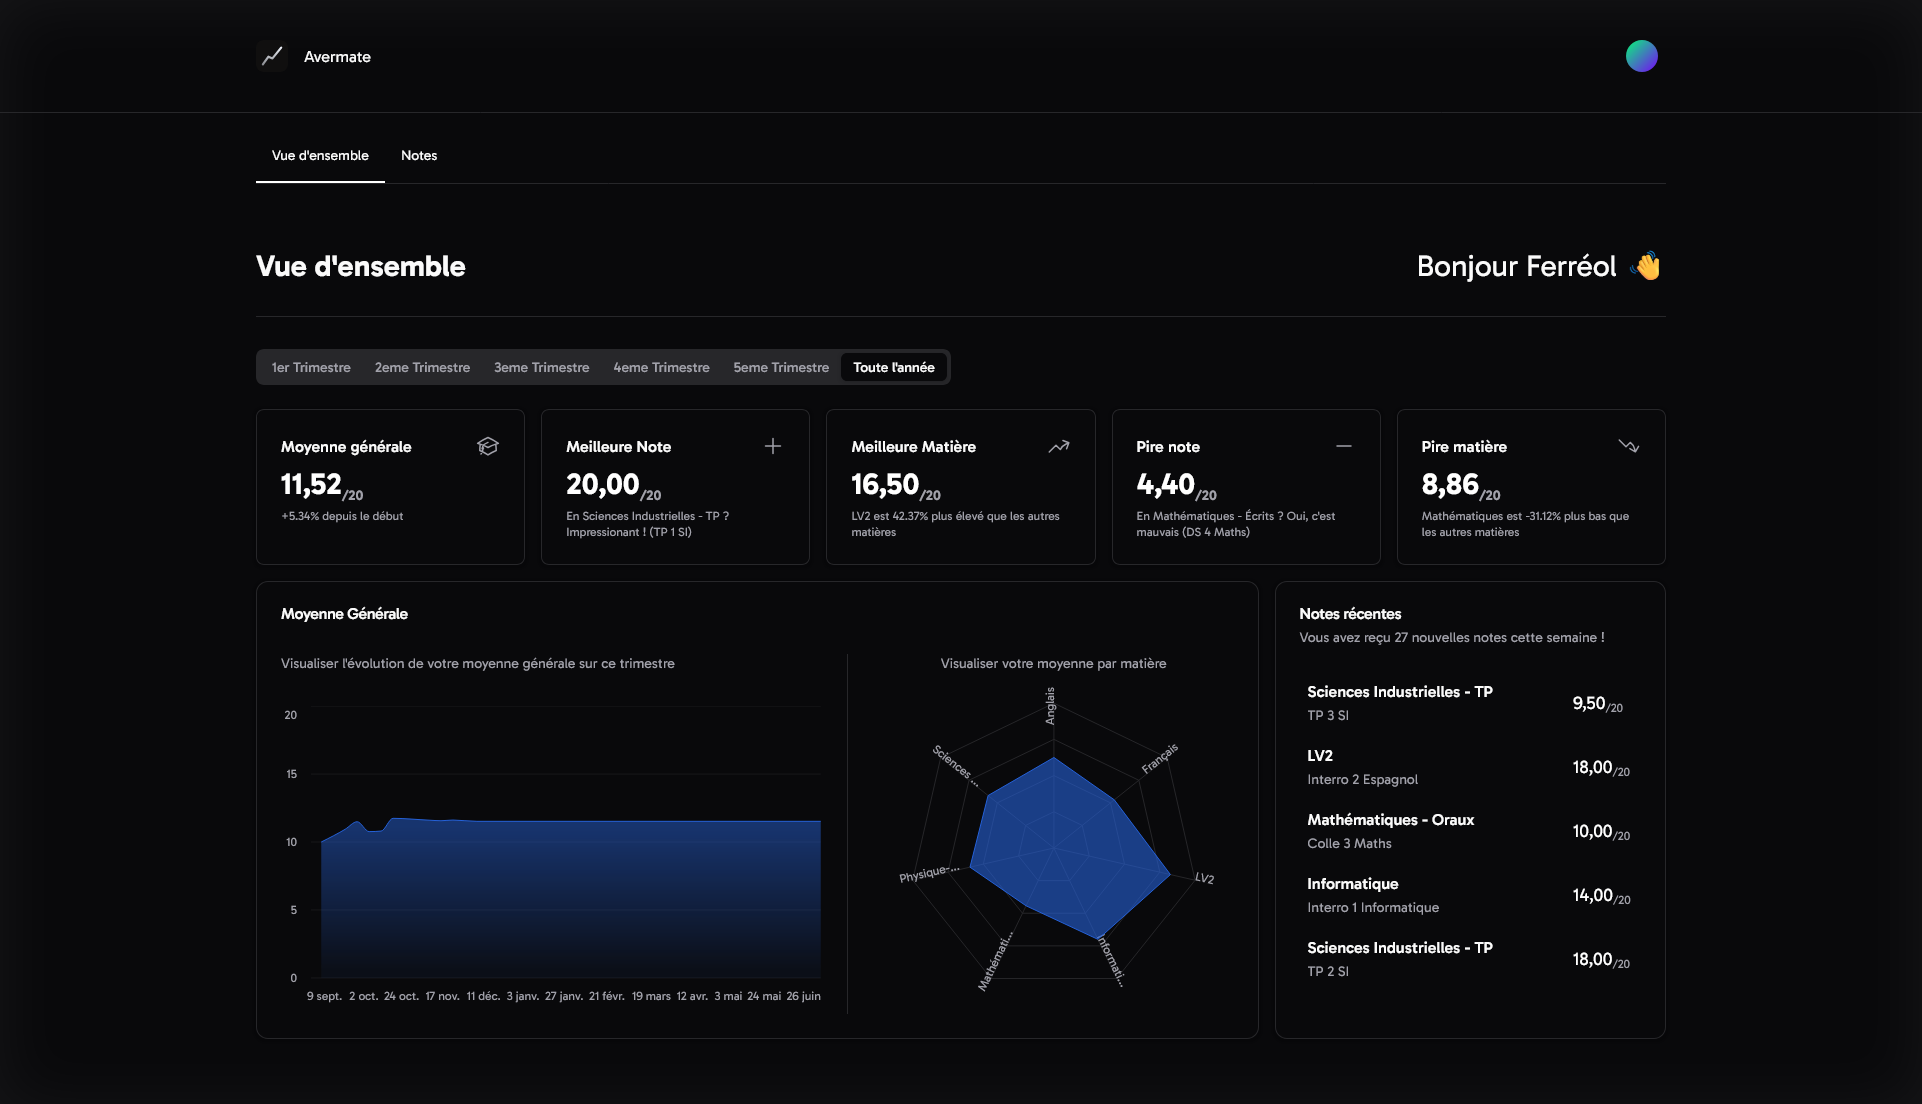 Avermate
Vue d'ensemble
Notes
Vue d'ensemble
Bonjour Ferréol 👋
1er Trimestre
2eme Trimestre
3eme Trimestre
4eme Trimestre
5eme Trimestre
Toute l'année
Moyenne générale
11,52/20
+5.34% depuis le début
Meilleure Note
20,00/20
En Sciences Industrielles - TP ?
Impressionant ! (TP 1 SI)
Meilleure Matière
16,50/20
LV2 est 42.37% plus élevé que les autres
matières
Pire note
4,40/20
En Mathématiques - Écrits ? Oui, c'est
mauvais (DS 4 Maths)
Pire matière
8,86/20
Mathématiques est -31.12% plus bas que
les autres matières
Moyenne Générale
Visualiser l'évolution de votre moyenne générale sur ce trimestre
20
15
10
5
0
9 sept.
2 oct.
24 oct.
17 nov.
11 déc.
3 janv.
27 janv.
21 févr.
19 mars
12 avr.
3 mai
24 mai
26 juin
Visualiser votre moyenne par matière
Anglais
Français
LV2
Informati...
Mathémati...
Physique-...
Sciences ...
Notes récentes
Vous avez reçu 27 nouvelles notes cette semaine !
Sciences Industrielles - TP
TP 3 SI
9,50/20
LV2
Interro 2 Espagnol
18,00/20
Mathématiques - Oraux
Colle 3 Maths
10,00/20
Informatique
Interro 1 Informatique
14,00/20
Sciences Industrielles - TP
TP 2 SI
18,00/20